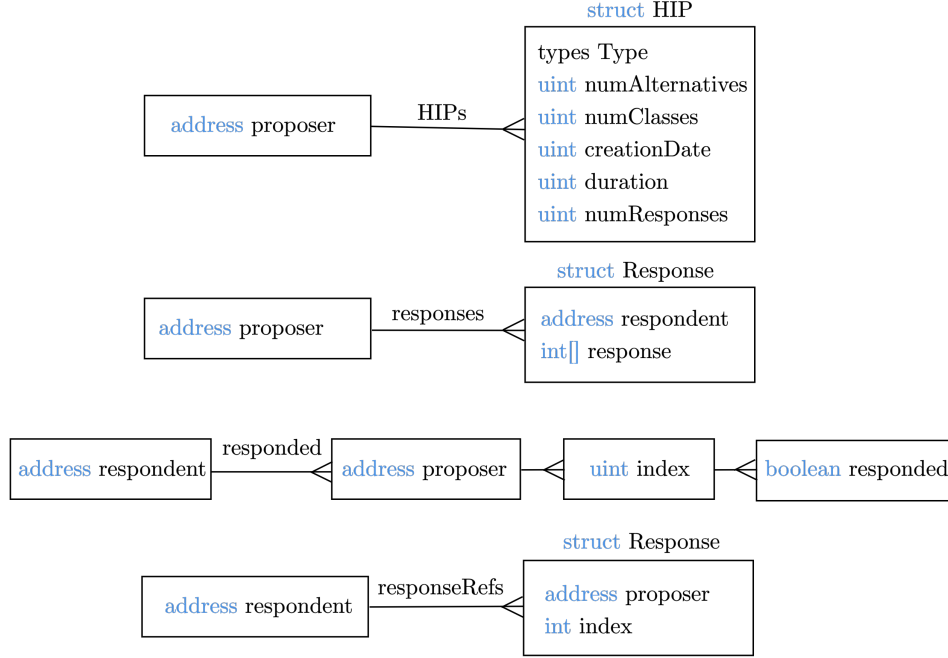 struct HIP
types Type
uint numAlternatives
uint numClasses
uint creationDate
uint duration
uint numResponses
address proposer
HIPs
struct Response
address proposer
responses
address respondent
int[] response
address respondent
responded
address proposer
uint index
boolean responded
struct Response
address respondent
responseRefs
address proposer
int index